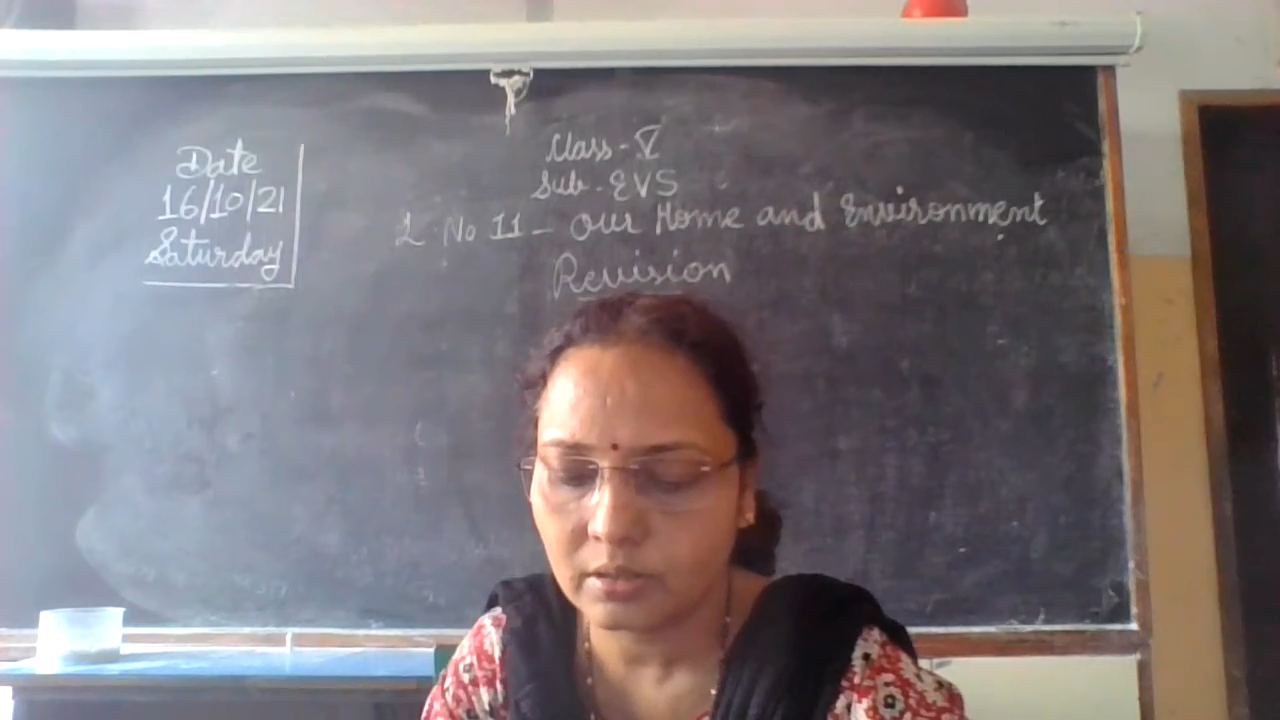 Date
16/10/21
Saturday
Class - V
Sub - EVS
L No 11 - Our Home and Environment
Revision